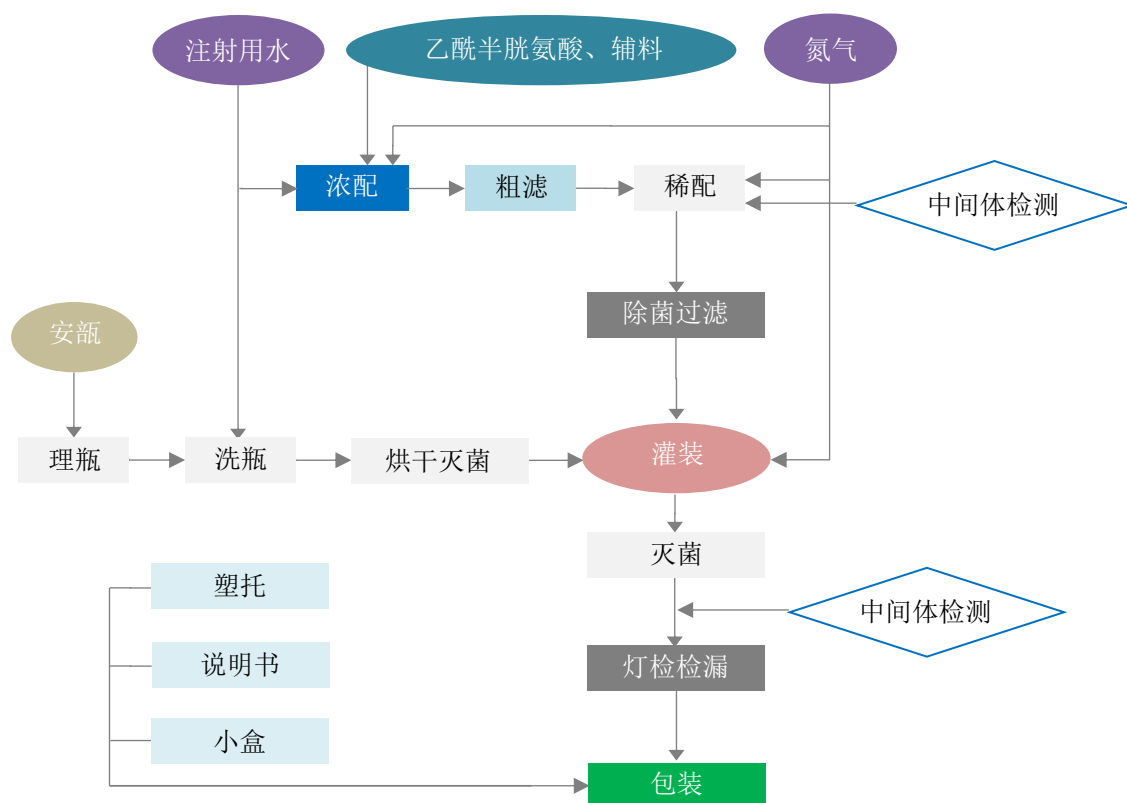 注射用水
乙酰半胱氨酸、辅料
氮气
浓配
粗滤
稀配
中间体检测
除菌过滤
安瓿
理瓶
洗瓶
烘干灭菌
灌装
灭菌
塑托
中间体检测
说明书
灯检检漏
小盒
包装